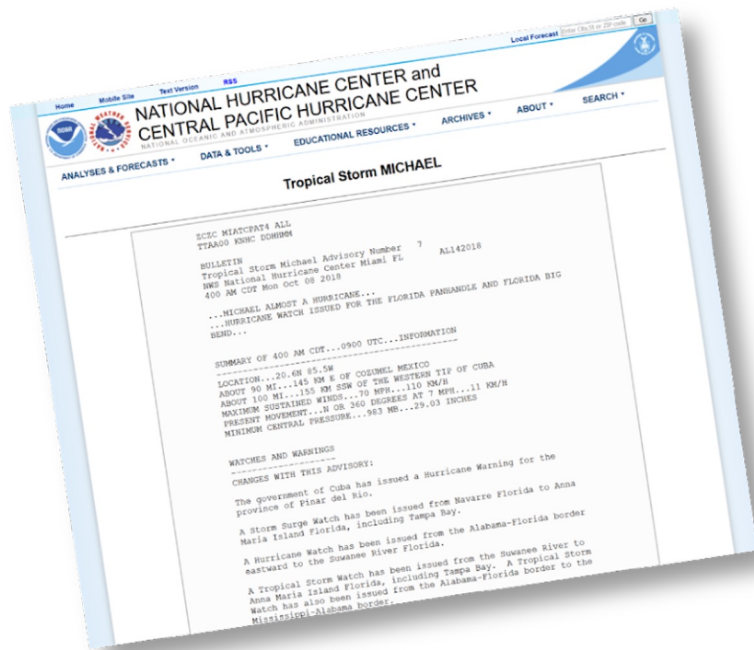 Home Mobile Site Text Version RSS
Local Forecast Enter City,St or ZIP code Go
NATIONAL HURRICANE CENTER and
CENTRAL PACIFIC HURRICANE CENTER
NATIONAL OCEANIC AND ATMOSPHERIC ADMINISTRATION
ANALYSES & FORECASTS DATA & TOOLS EDUCATIONAL RESOURCES ARCHIVES ABOUT SEARCH
Tropical Storm MICHAEL
ZCZC MIATCPAT4 ALL
TTAA00 KNHC DDHHMM
BULLETIN
Tropical Storm Michael Advisory Number 7
NWS National Hurricane Center Miami FL AL142018
400 AM CDT Mon Oct 08 2018
...MICHAEL ALMOST A HURRICANE...
...HURRICANE WATCH ISSUED FOR THE FLORIDA PANHANDLE AND FLORIDA BIG
BEND...
SUMMARY OF 400 AM CDT...0900 UTC...INFORMATION
----------------------------------------------
LOCATION...20.6N 85.5W
ABOUT 90 MI...145 KM E OF COZUMEL MEXICO
ABOUT 100 MI...155 KM SSW OF THE WESTERN TIP OF CUBA
MAXIMUM SUSTAINED WINDS...70 MPH...110 KM/H
PRESENT MOVEMENT...N OR 360 DEGREES AT 7 MPH...11 KM/H
MINIMUM CENTRAL PRESSURE...983 MB...29.03 INCHES
WATCHES AND WARNINGS
--------------------
CHANGES WITH THIS ADVISORY:
The government of Cuba has issued a Hurricane Warning for the
province of Pinar del Rio.
A Storm Surge Watch has been issued from Navarre Florida to Anna
Maria Island Florida, including Tampa Bay.
A Hurricane Watch has been issued from the Alabama-Florida border
eastward to the Suwanee River Florida.
A Tropical Storm Watch has been issued from the Suwanee River to
Anna Maria Island Florida, including Tampa Bay. A Tropical Storm
Watch has also been issued from the Alabama-Florida border to the
Mississippi-Alabama border.